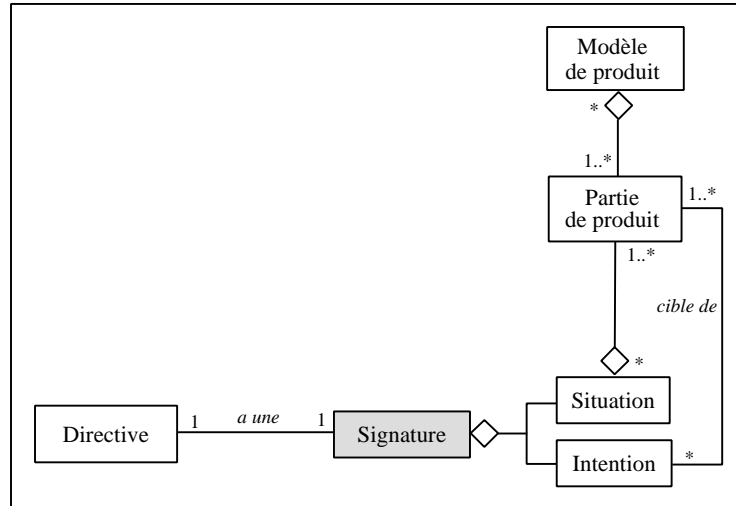 Modèle
de produit
*
1..*
Partie
de produit
1..*
1..*
cible de
*
Situation
Directive
1
a une
1
Signature
Intention
*